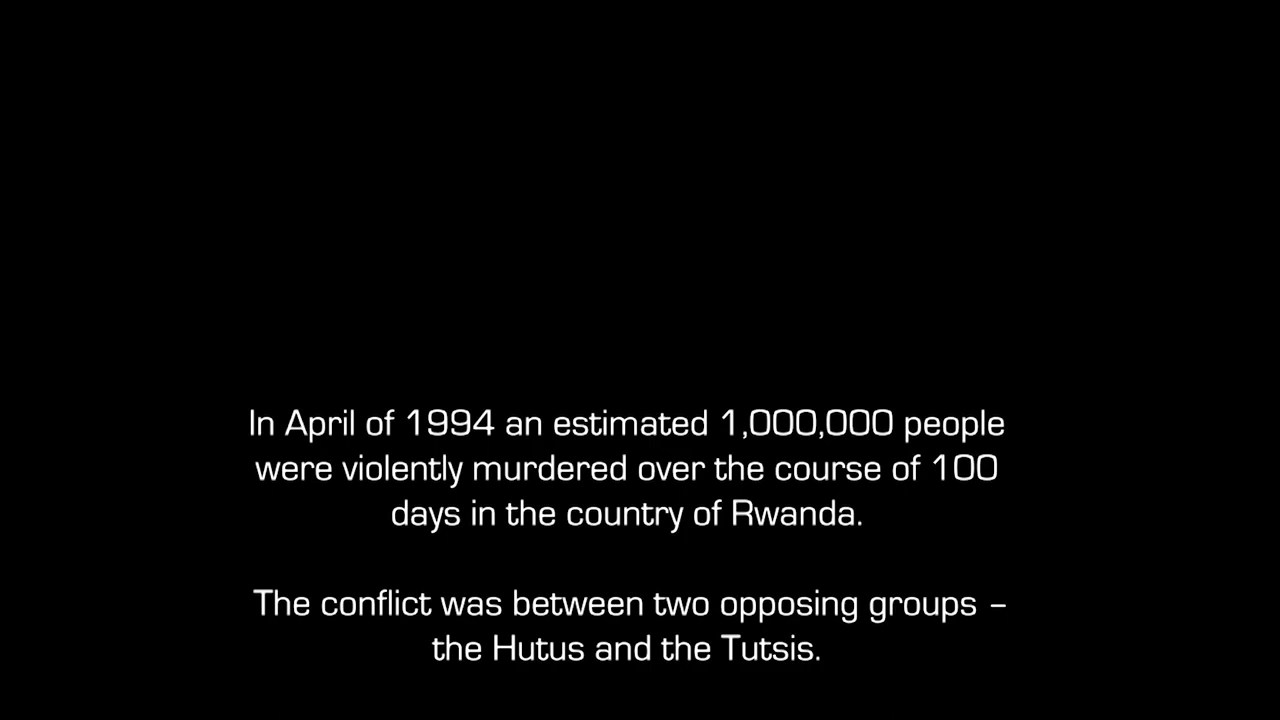 In April of 1994 an estimated 1,000,000 people
were violently murdered over the course of 100
days in the country of Rwanda.
The conflict was between two opposing groups –
the Hutus and the Tutsis.